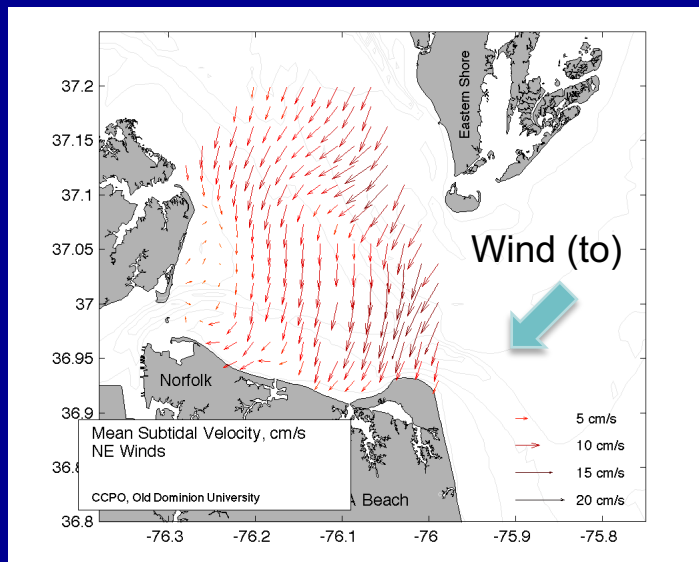 Eastern Shore
37.2
37.15
37.1
37.05
37
36.95
36.9
36.8
36.8
Wind (to)
Norfolk
Beach
Mean Subtidal Velocity, cm/s
NE Winds
CCPO, Old Dominion University
5 cm/s
10 cm/s
15 cm/s
20 cm/s
-76.3
-76.2
-76.1
-76
-75.9
-75.8